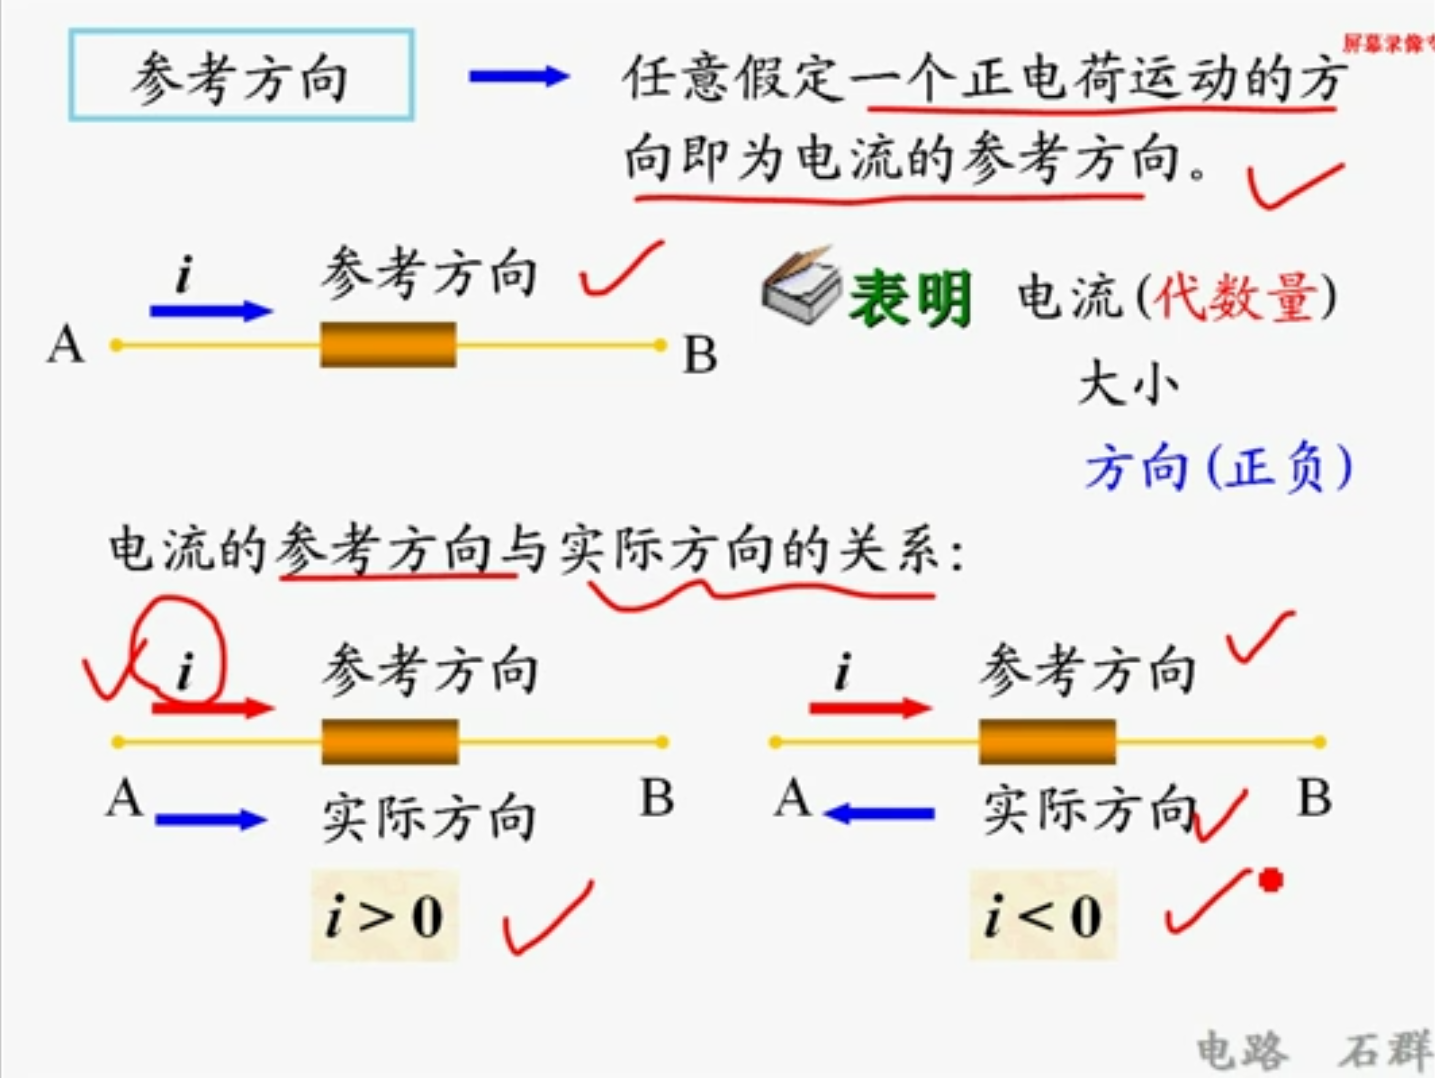 屏幕录像专
参考方向
任意假定一个正电荷运动的方
向即为电流的参考方向。
i 参考方向
A B
表明 电流(代数量)
大小
方向(正负)
电流的参考方向与实际方向的关系:
i 参考方向
A B
实际方向
i > 0
i 参考方向
A B
实际方向
i < 0
电路 石群